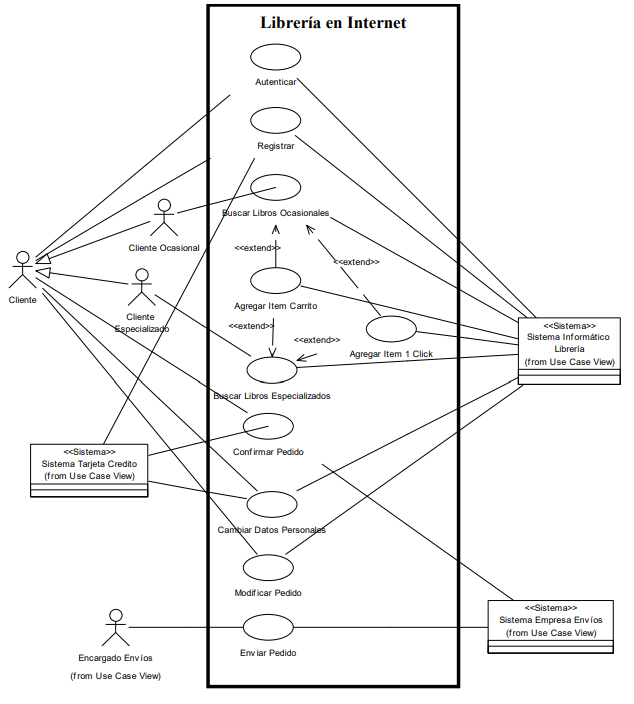 Librería en Internet
Autenticar
Registrar
Buscar Libros Ocasionales
Cliente Ocasional
<<extend>>
<<extend>>
Cliente
Agregar Item Carrito
Cliente
Especializado
<<extend>>
<<extend>>
Agregar Item 1 Click
<<Sistema>>
Sistema Informático
Librería
(from Use Case View)
Buscar Libros Especializados
Confirmar Pedido
<<Sistema>>
Sistema Tarjeta Credito
(from Use Case View)
Cambiar Datos Personales
Modificar Pedido
<<Sistema>>
Sistema Empresa Envíos
(from Use Case View)
Enviar Pedido
Encargado Envíos
(from Use Case View)